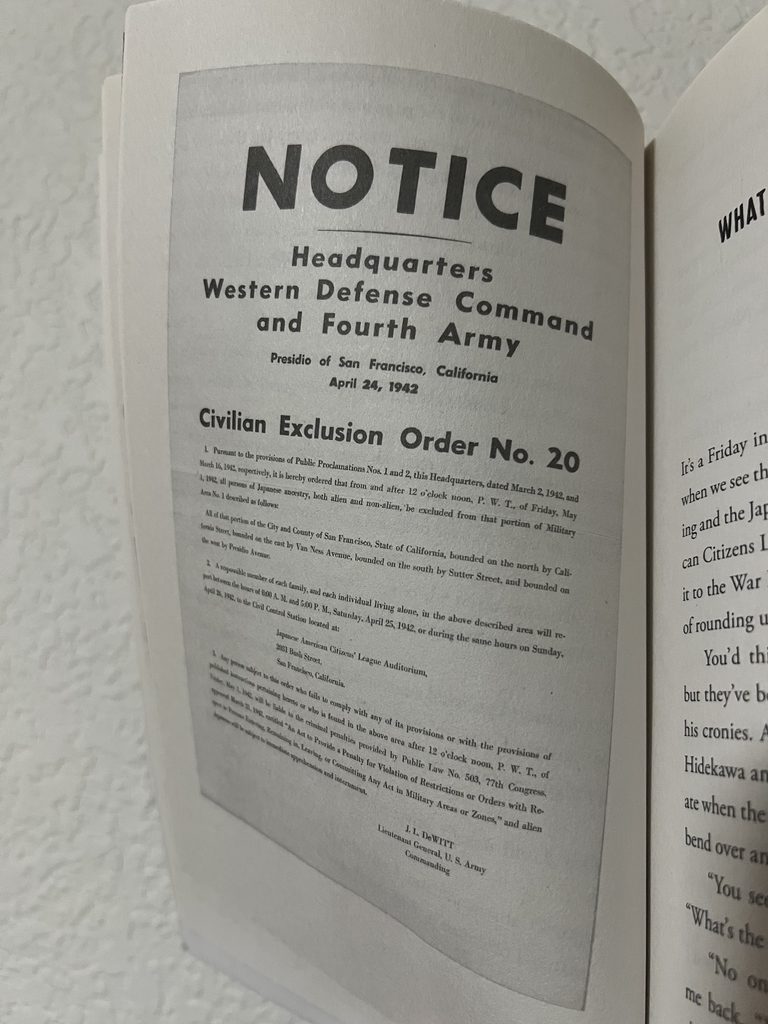 NOTICE
Headquarters
Western Defense Command
and Fourth Army
Presidio of San Francisco, California
April 24, 1942
Civilian Exclusion Order No. 20
1. Pursuant to the provisions of Public Proclamations Nos. 1 and 2, this Headquarters, dated March 2, 1942, and
March 16, 1942, respectively, it is hereby ordered that from and after 12 o'clock noon, P. W. T., of Friday, May
1, 1942, all persons of Japanese ancestry, both alien and non-alien, be excluded from that portion of Military
Area No. 1 described as follows:
All of that portion of the City and County of San Francisco, State of California, bounded on the north by Cali-
fornia Street, bounded on the east by Van Ness Avenue, bounded on the south by Sutter Street, and bounded on
the west by Presidio Avenue.
2. A responsible member of each family, and each individual living alone, in the above described area will re-
port between the hours of 8:00 A. M. and 5:00 P. M., Saturday, April 25, 1942, or during the same hours on Sunday,
April 26, 1942, to the Civil Control Station located at:
Japanese American Citizens' League Auditorium,
2031 Bush Street,
San Francisco, California.
3. Any person subject to this order who fails to comply with any of its provisions or with the provisions of
published instructions pertaining hereto or who is found in the above area after 12 o'clock noon, P. W. T., of
Friday, May 1, 1942, will be liable to the criminal penalties provided by Public Law No. 503, 77th Congress,
approved March 21, 1942, entitled "An Act to Provide a Penalty for Violation of Restrictions or Orders with Re-
spect to Persons Entering, Remaining in, Leaving, or Committing Any Act in Military Areas or Zones," and alien
Japanese will be subject to immediate apprehension and internment.
J. L. DeWITT
Lieutenant General, U. S. Army
Commanding
WHAT
It's a Friday in
when we see th
ing and the Jap
can Citizens L
it to the War
of rounding u
You'd thi
but they've be
his cronies. A
Hidekawa an
ate when the
bend over an
"You see
"What's the
"No on
me back. "